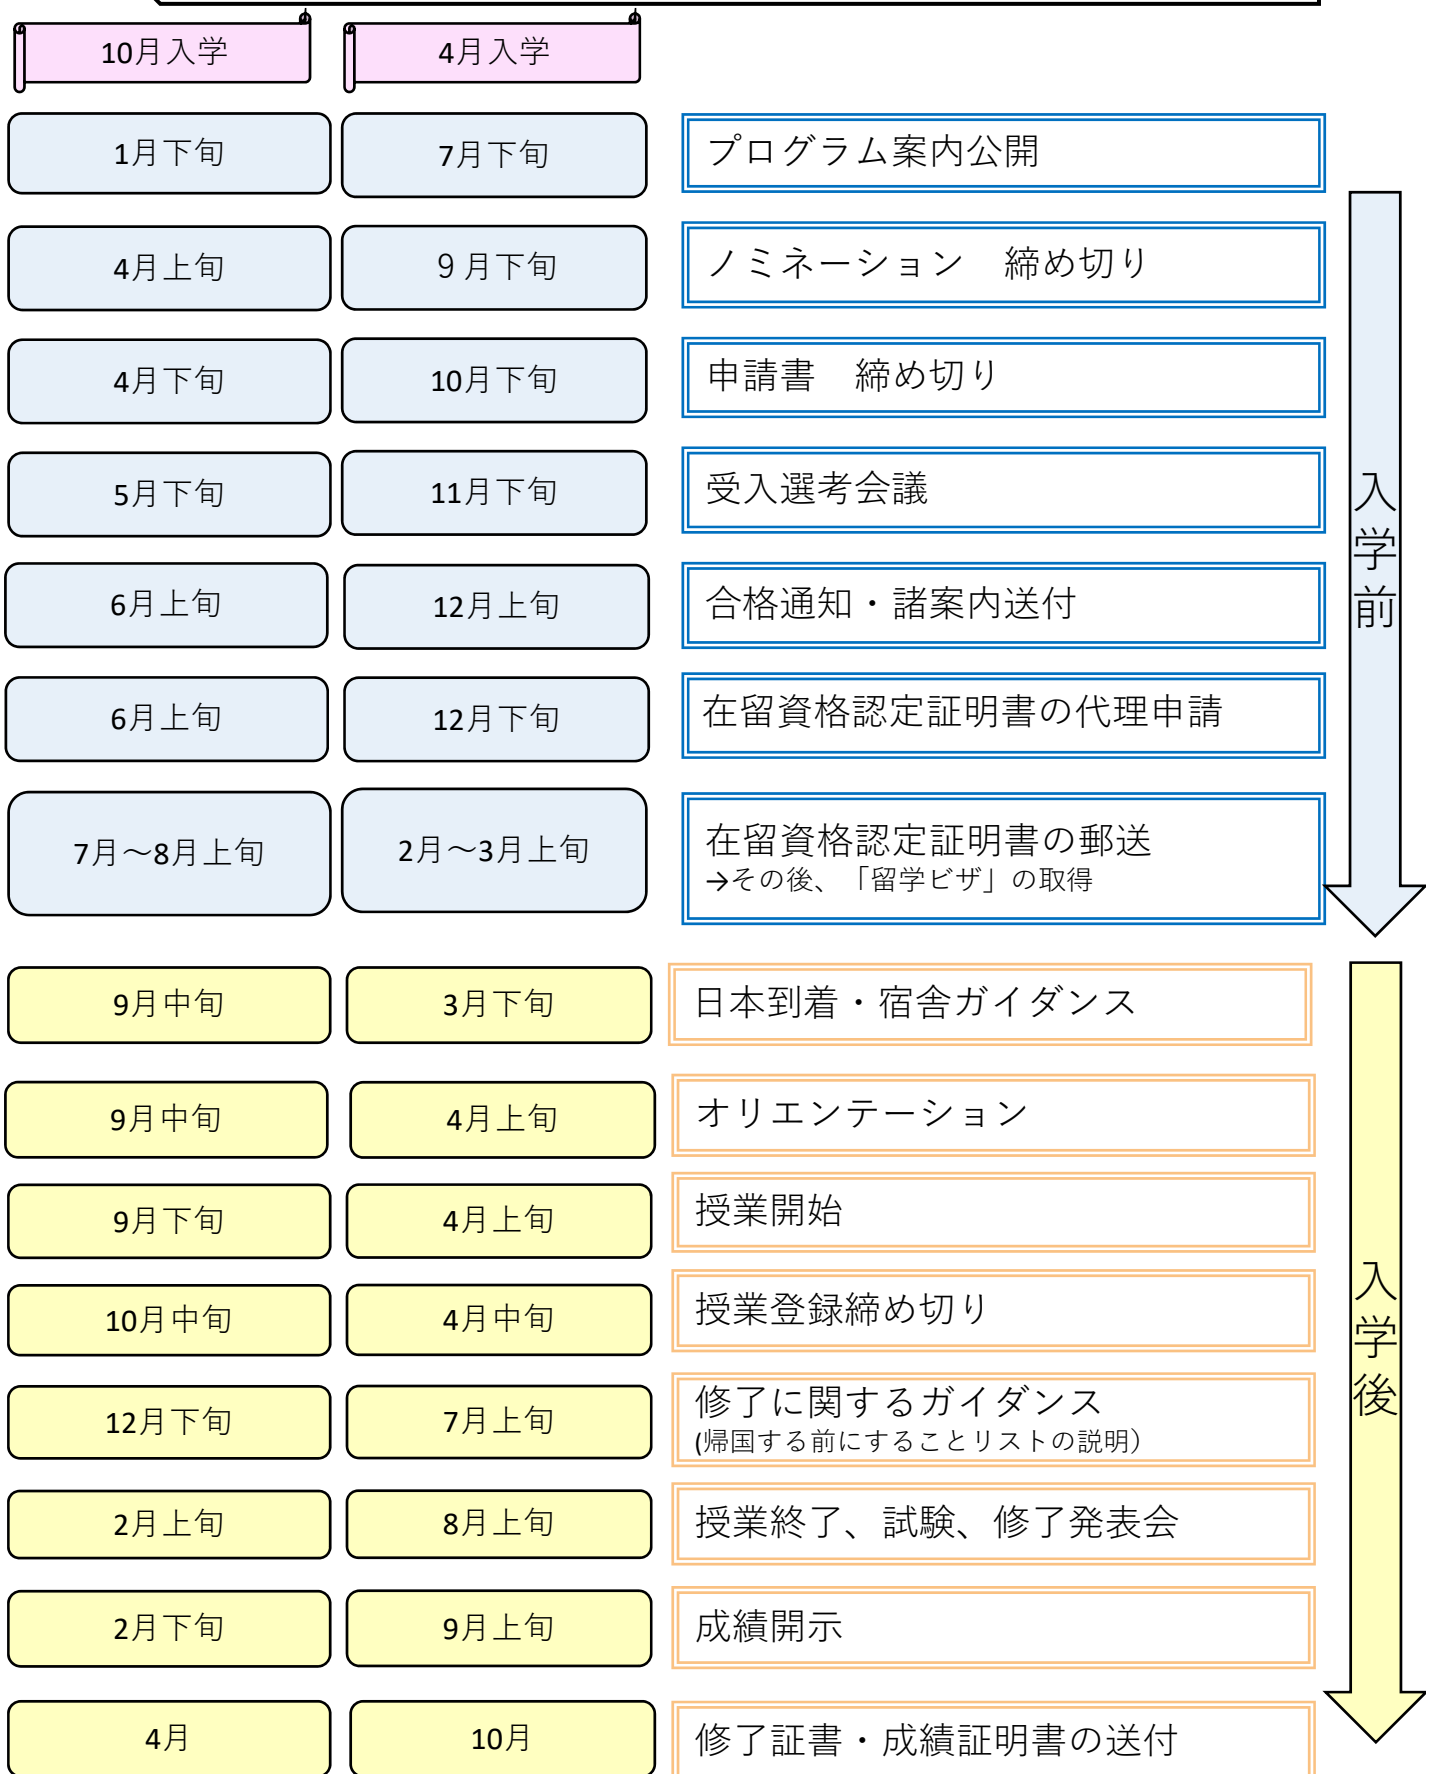 10月入学 4月入学
1月下旬 7月下旬 プログラム案内公開
4月上旬 ９月下旬 ノミネーション　締め切り
4月下旬 10月下旬 申請書　締め切り
5月下旬 11月下旬 受入選考会議
6月上旬 12月上旬 合格通知・諸案内送付
6月上旬 12月下旬 在留資格認定証明書の代理申請
7月～8月上旬 2月～3月上旬 在留資格認定証明書の郵送
→その後、「留学ビザ」の取得
入学前
9月中旬 3月下旬 日本到着・宿舎ガイダンス
9月中旬 4月上旬 オリエンテーション
9月下旬 4月上旬 授業開始
10月中旬 4月中旬 授業登録締め切り
12月下旬 7月上旬 修了に関するガイダンス
(帰国する前にすることリストの説明）
2月上旬 8月上旬 授業終了、試験、修了発表会
2月下旬 9月上旬 成績開示
4月 10月 修了証書・成績証明書の送付
入学後